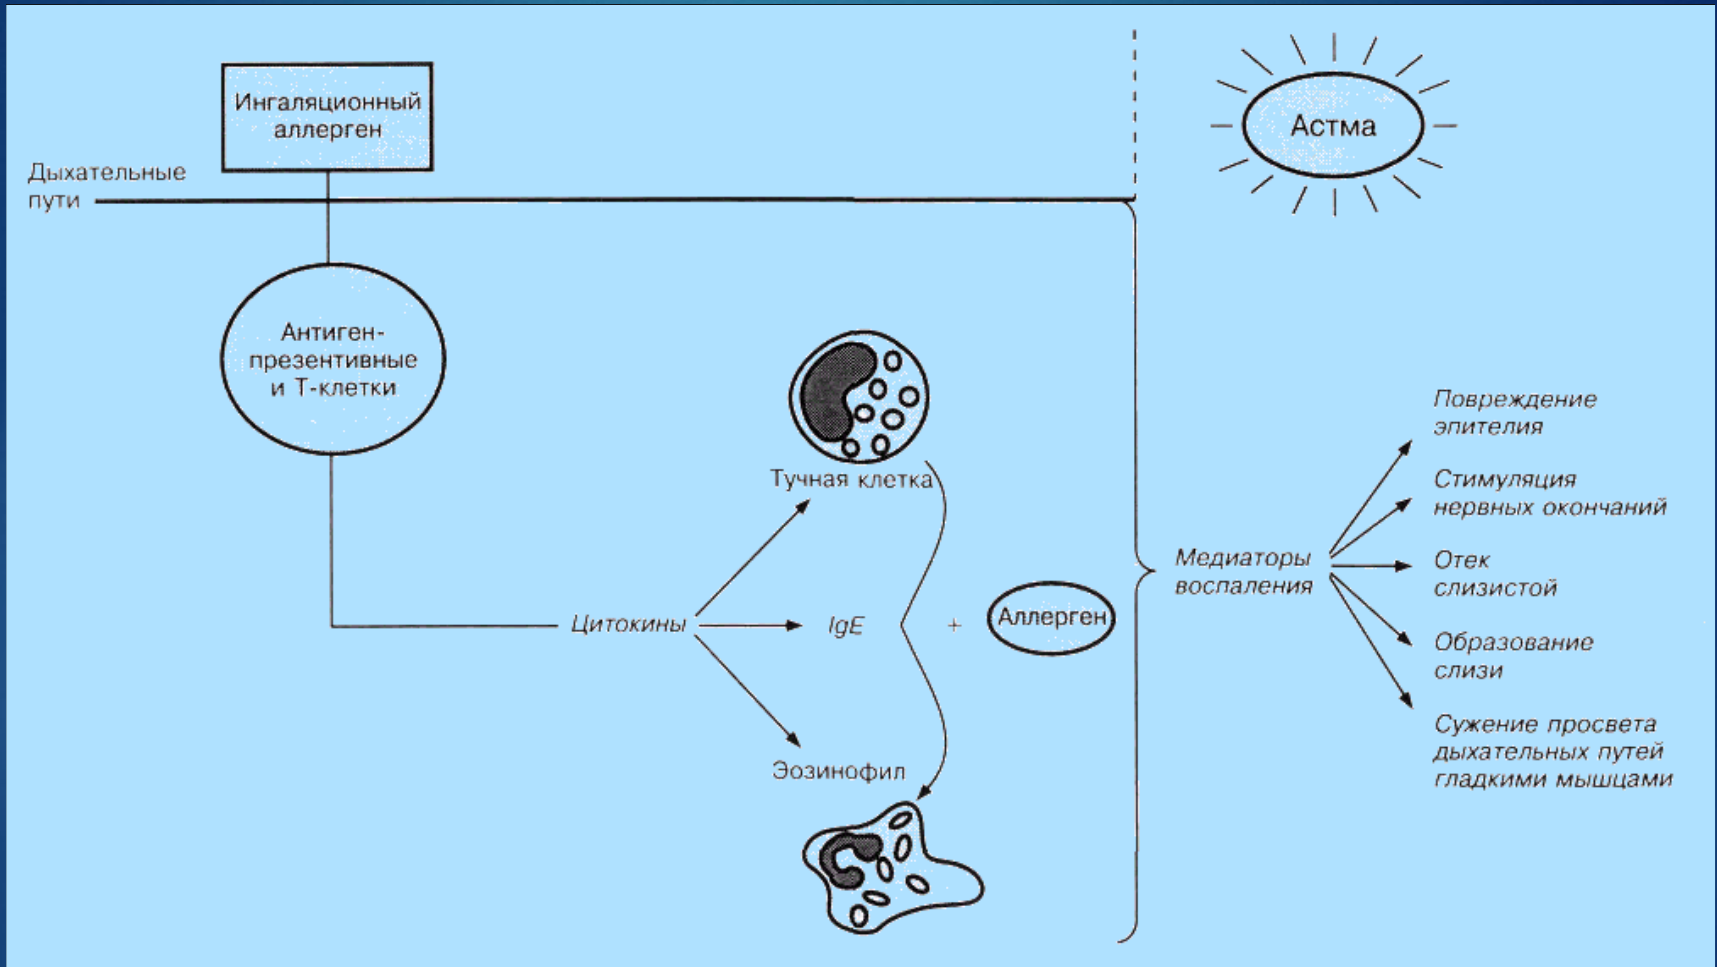 Ингаляционный
аллерген
Астма
Дыхательные
пути
Антиген-
презентивные
и Т-клетки
Тучная клетка
Цитокины
IgE
+
Аллерген
Эозинофил
Медиаторы
воспаления
Повреждение
эпителия
Стимуляция
нервных окончаний
Отек
слизистой
Образование
слизи
Сужение просвета
дыхательных путей
гладкими мышцами